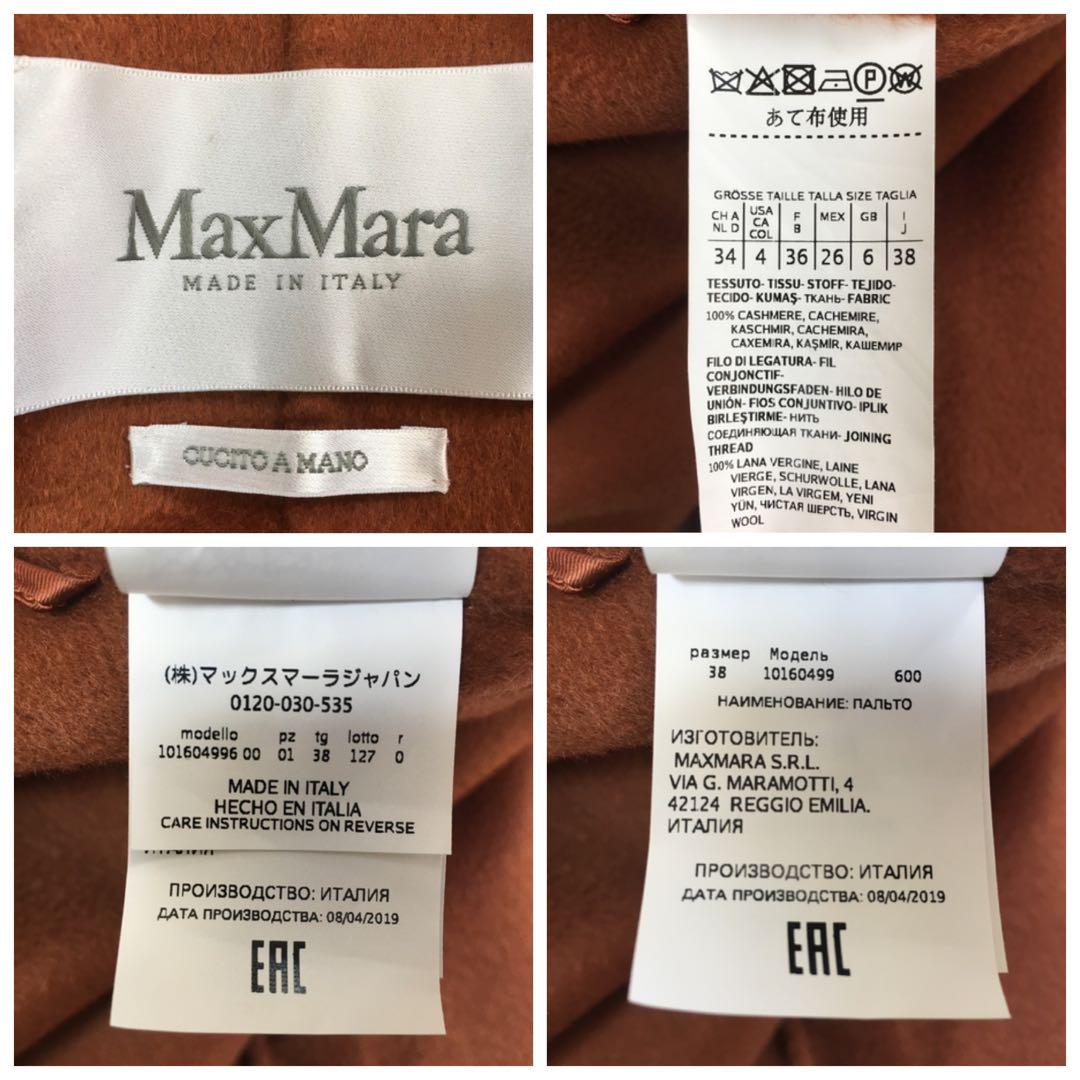 MaxMara
MADE IN ITALY
CUCITO A MANO
P W
あて布使用
GRÖSSE TAILLE TALLA SIZE TAGLIA
CH A NL D USA CA COL F B MEX GB I J
34 4 36 26 6 38
TESSUTO- TISSU- STOFF- TEJIDO-
TECIDO- KUMAŞ- ТКАНЬ- FABRIC
100% CASHMERE, CACHEMIRE,
KASCHMIR, CACHEMIRA,
CAXEMIRA, KAŞMİR, КАШЕМИР
FILO DI LEGATURA- FIL
CONJONCTIF-
VERBINDUNGSFADEN- HILO DE
UNIÓN- FIOS CONJUNTIVO- IPLIK
BIRLEŞTIRME- НИТЬ
СОЕДИНЯЮЩАЯ ТКАНИ- JOINING
THREAD
100% LANA VERGINE, LAINE
VIERGE, SCHURWOLLE, LANA
VIRGEN, LA VIRGEM, YENI
YÜN, ЧИСТАЯ ШЕРСТЬ, VIRGIN
WOOL
(株)マックスマーラジャパン
0120-030-535
modello pz tg lotto r
101604996 00 01 38 127 0
MADE IN ITALY
HECHO EN ITALIA
CARE INSTRUCTIONS ON REVERSE
ИТАЛИЯ
ПРОИЗВОДСТВО: ИТАЛИЯ
ДАТА ПРОИЗВОДСТВА: 08/04/2019
EAC
размер Модель
38 10160499 600
НАИМЕНОВАНИЕ: ПАЛЬТО
ИЗГОТОВИТЕЛЬ:
MAXMARA S.R.L.
VIA G. MARAMOTTI, 4
42124 REGGIO EMILIA.
ИТАЛИЯ
ПРОИЗВОДСТВО: ИТАЛИЯ
ДАТА ПРОИЗВОДСТВА: 08/04/2019
EAC